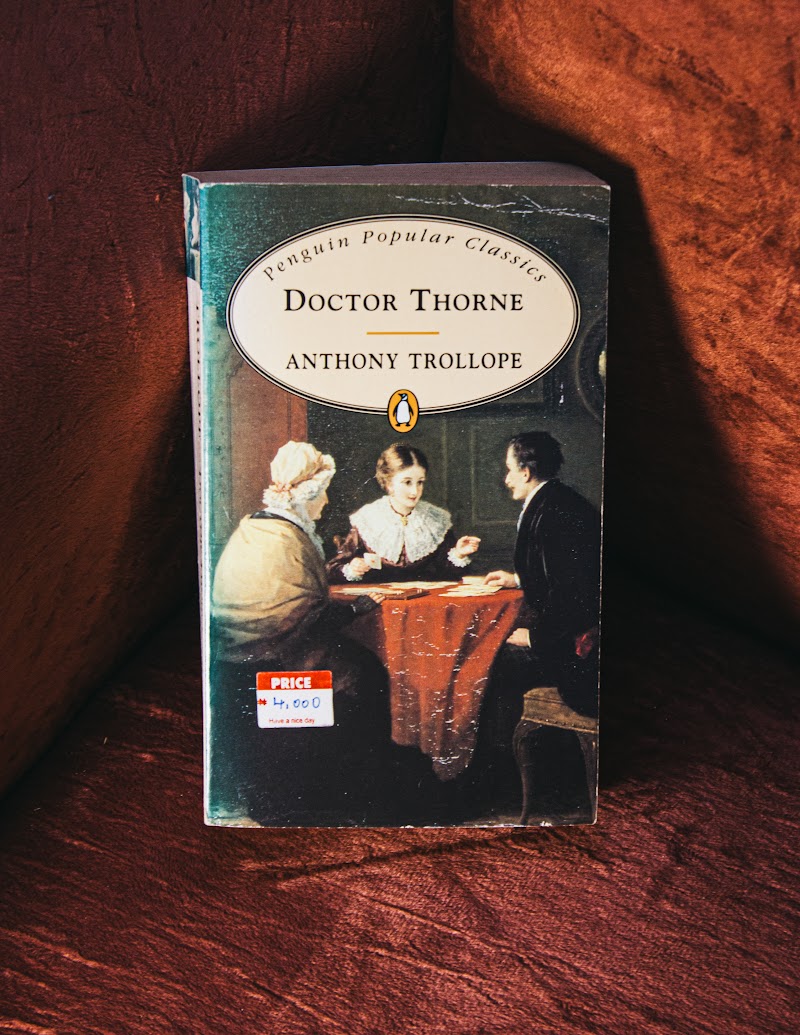 Penguin Popular Classics
DOCTOR THORNE
ANTHONY TROLLOPE
PRICE
₦ 4,000
Have a nice day